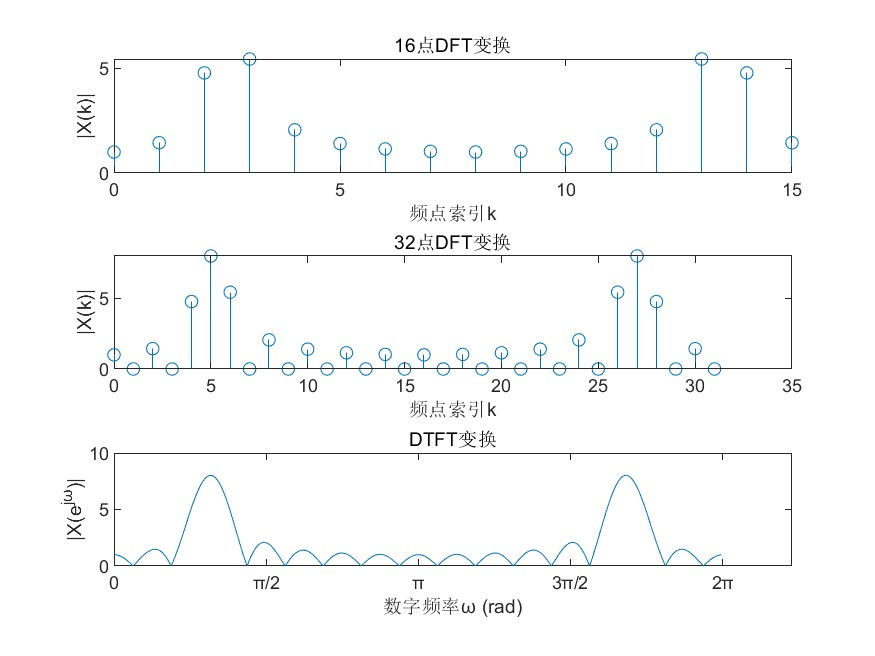 16点DFT变换
|X(k)|
5
0
0 5 10 15
频点索引k
32点DFT变换
|X(k)|
5
0
0 5 10 15 20 25 30 35
频点索引k
DTFT变换
|X(e^jω)|
10
5
0
0 π/2 π 3π/2 2π
数字频率ω (rad)